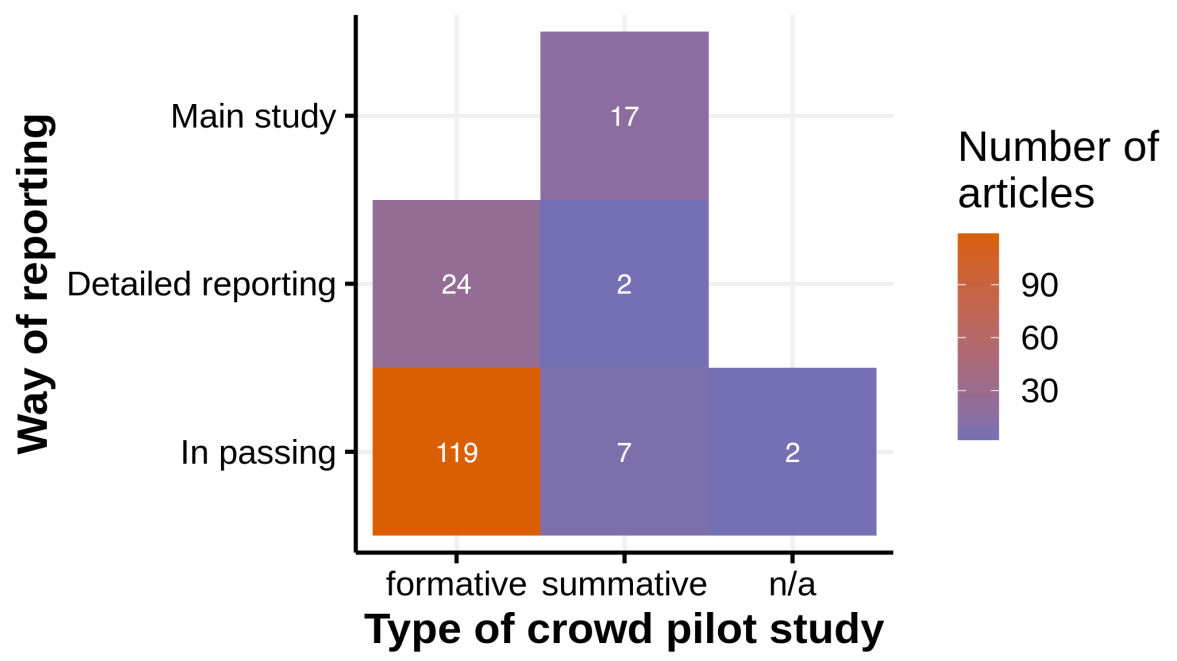 Way of reporting
Main study
17
Detailed reporting
24
2
In passing
119
7
2
formative
summative
n/a
Type of crowd pilot study
Number of
articles
90
60
30